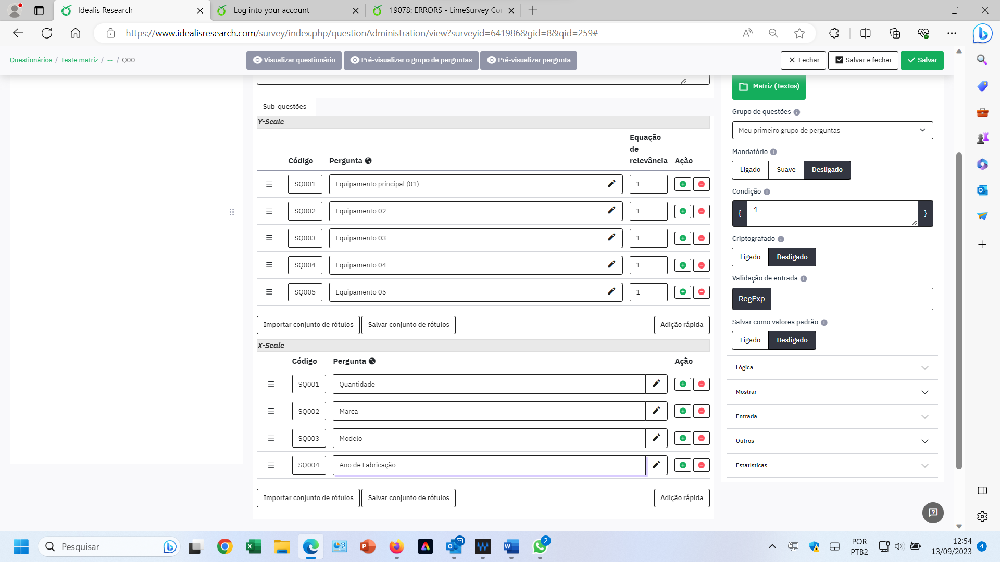 Idealis Research
Log into your account
19078: ERRORS - LimeSurvey Co
https://www.idealisresearch.com/survey/index.php/questionAdministration/view?surveyid=641986&gid=8&qid=259#
Questionários / Teste matriz / ··· / Q00
Visualizar questionário
Pré-visualizar o grupo de perguntas
Pré-visualizar pergunta
Fechar
Salvar e fechar
Salvar
Sub-questões
Y-Scale
Código
Pergunta
Equação de relevância
Ação
SQ001 Equipamento principal (01) 1
SQ002 Equipamento 02 1
SQ003 Equipamento 03 1
SQ004 Equipamento 04 1
SQ005 Equipamento 05 1
Importar conjunto de rótulos
Salvar conjunto de rótulos
Adição rápida
X-Scale
Código Pergunta Ação
SQ001 Quantidade
SQ002 Marca
SQ003 Modelo
SQ004 Ano de Fabricação
Importar conjunto de rótulos
Salvar conjunto de rótulos
Adição rápida
Matriz (Textos)
Grupo de questões
Meu primeiro grupo de perguntas
Mandatório
Ligado Suave Desligado
Condição
{ 1 }
Criptografado
Ligado Desligado
Validação de entrada
RegExp
Salvar como valores padrão
Ligado Desligado
Lógica
Mostrar
Entrada
Outros
Estatísticas
Pesquisar
2
POR
PTB2
12:54
13/09/2023
4